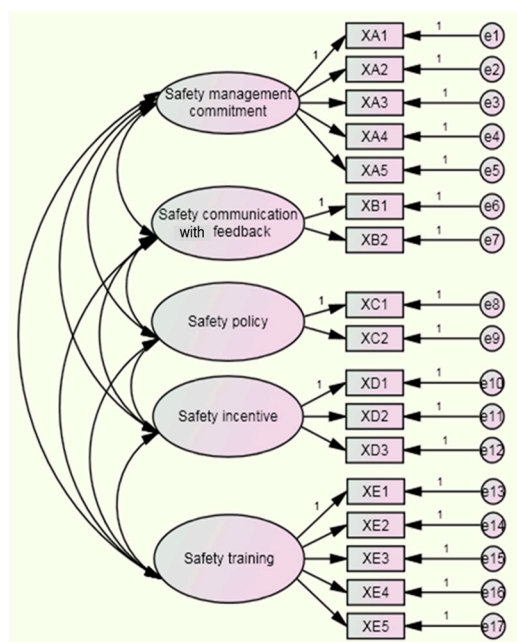 1 XA1 1 e1
XA2 1 e2
Safety management
commitment
XA3 1 e3
XA4 1 e4
XA5 1 e5
Safety communication
with feedback
1 XB1 1 e6
XB2 1 e7
Safety policy
1 XC1 1 e8
XC2 1 e9
Safety incentive
1 XD1 1 e10
XD2 1 e11
XD3 1 e12
Safety training
1 XE1 1 e13
XE2 1 e14
XE3 1 e15
XE4 1 e16
XE5 1 e17